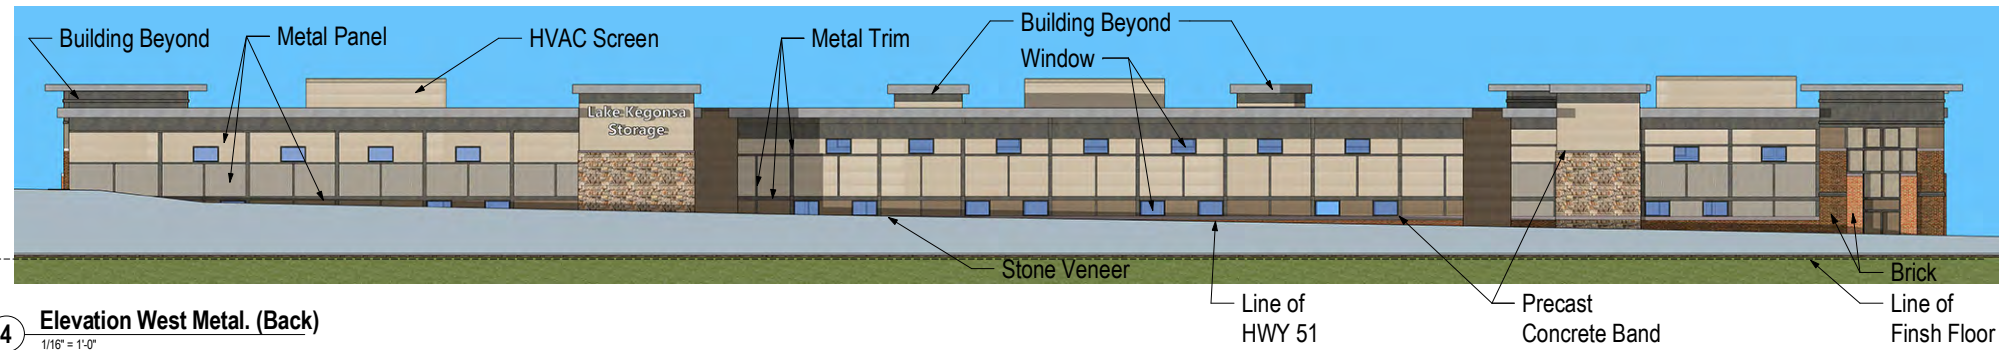 Building Beyond
Metal Panel
HVAC Screen
Metal Trim
Building Beyond
Window
Lake Kegonsa
Storage
Stone Veneer
Brick
Line of
HWY 51
Precast
Concrete Band
Line of
Finsh Floor
4
Elevation West Metal. (Back)
1/16" = 1'-0"